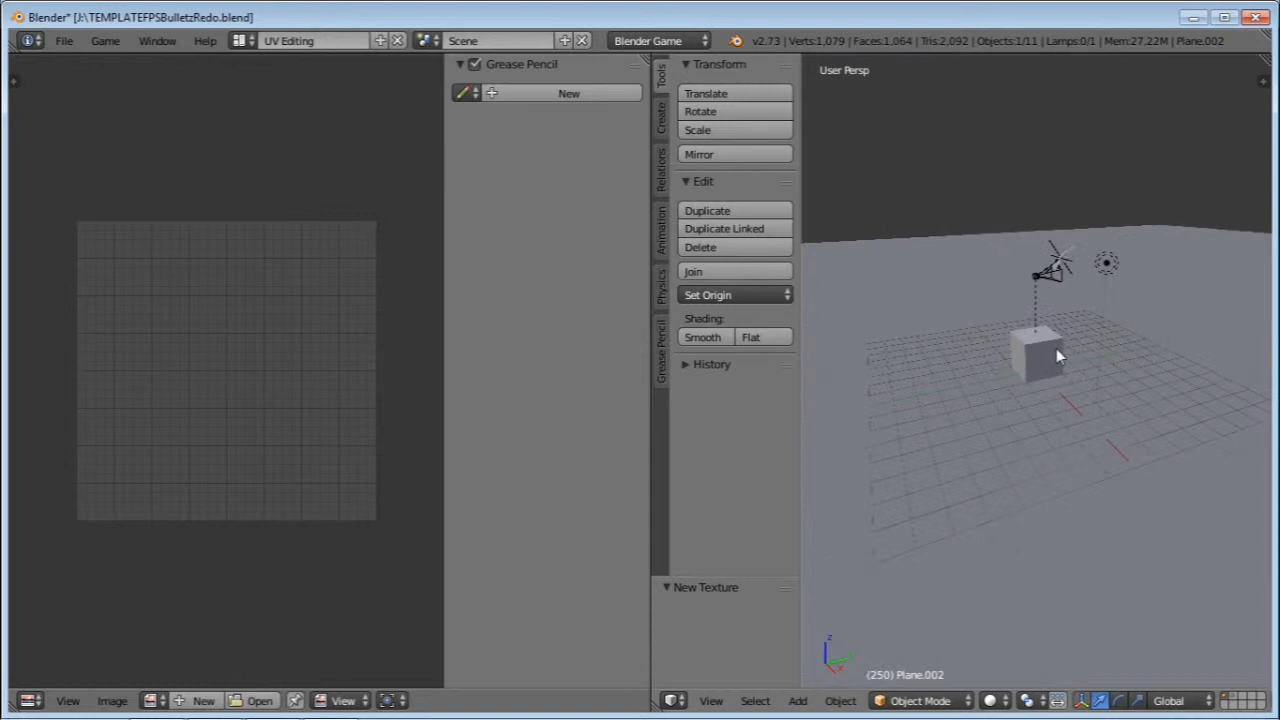 Blender* [J:\TEMPLATEFPSBulletzRedo.blend]
File Game Window Help UV Editing Scene Blender Game v2.73 | Verts:1,079 | Faces:1,064 | Tris:2,092 | Objects:1/11 | Lamps:0/1 | Mem:27.22M | Plane.002
Grease Pencil
New
Tools
Create
Relations
Animation
Physics
Grease Pencil
Transform
Translate
Rotate
Scale
Mirror
Edit
Duplicate
Duplicate Linked
Delete
Join
Set Origin
Shading:
Smooth Flat
History
New Texture
User Persp
z
y
x
(250) Plane.002
View Image New Open View
View Select Add Object Object Mode Global